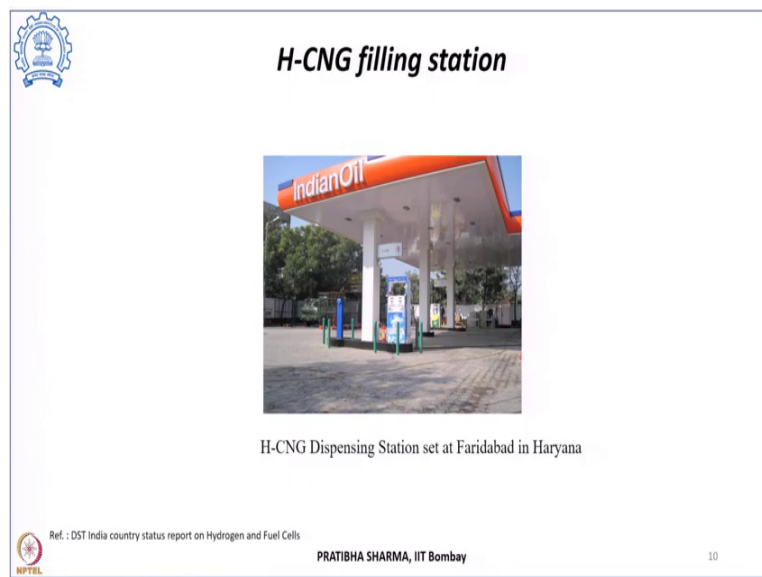 H-CNG filling station
IndianOil
H-CNG Dispensing Station set at Faridabad in Haryana
Ref. : DST India country status report on Hydrogen and Fuel Cells
NPTEL
PRATIBHA SHARMA, IIT Bombay
10